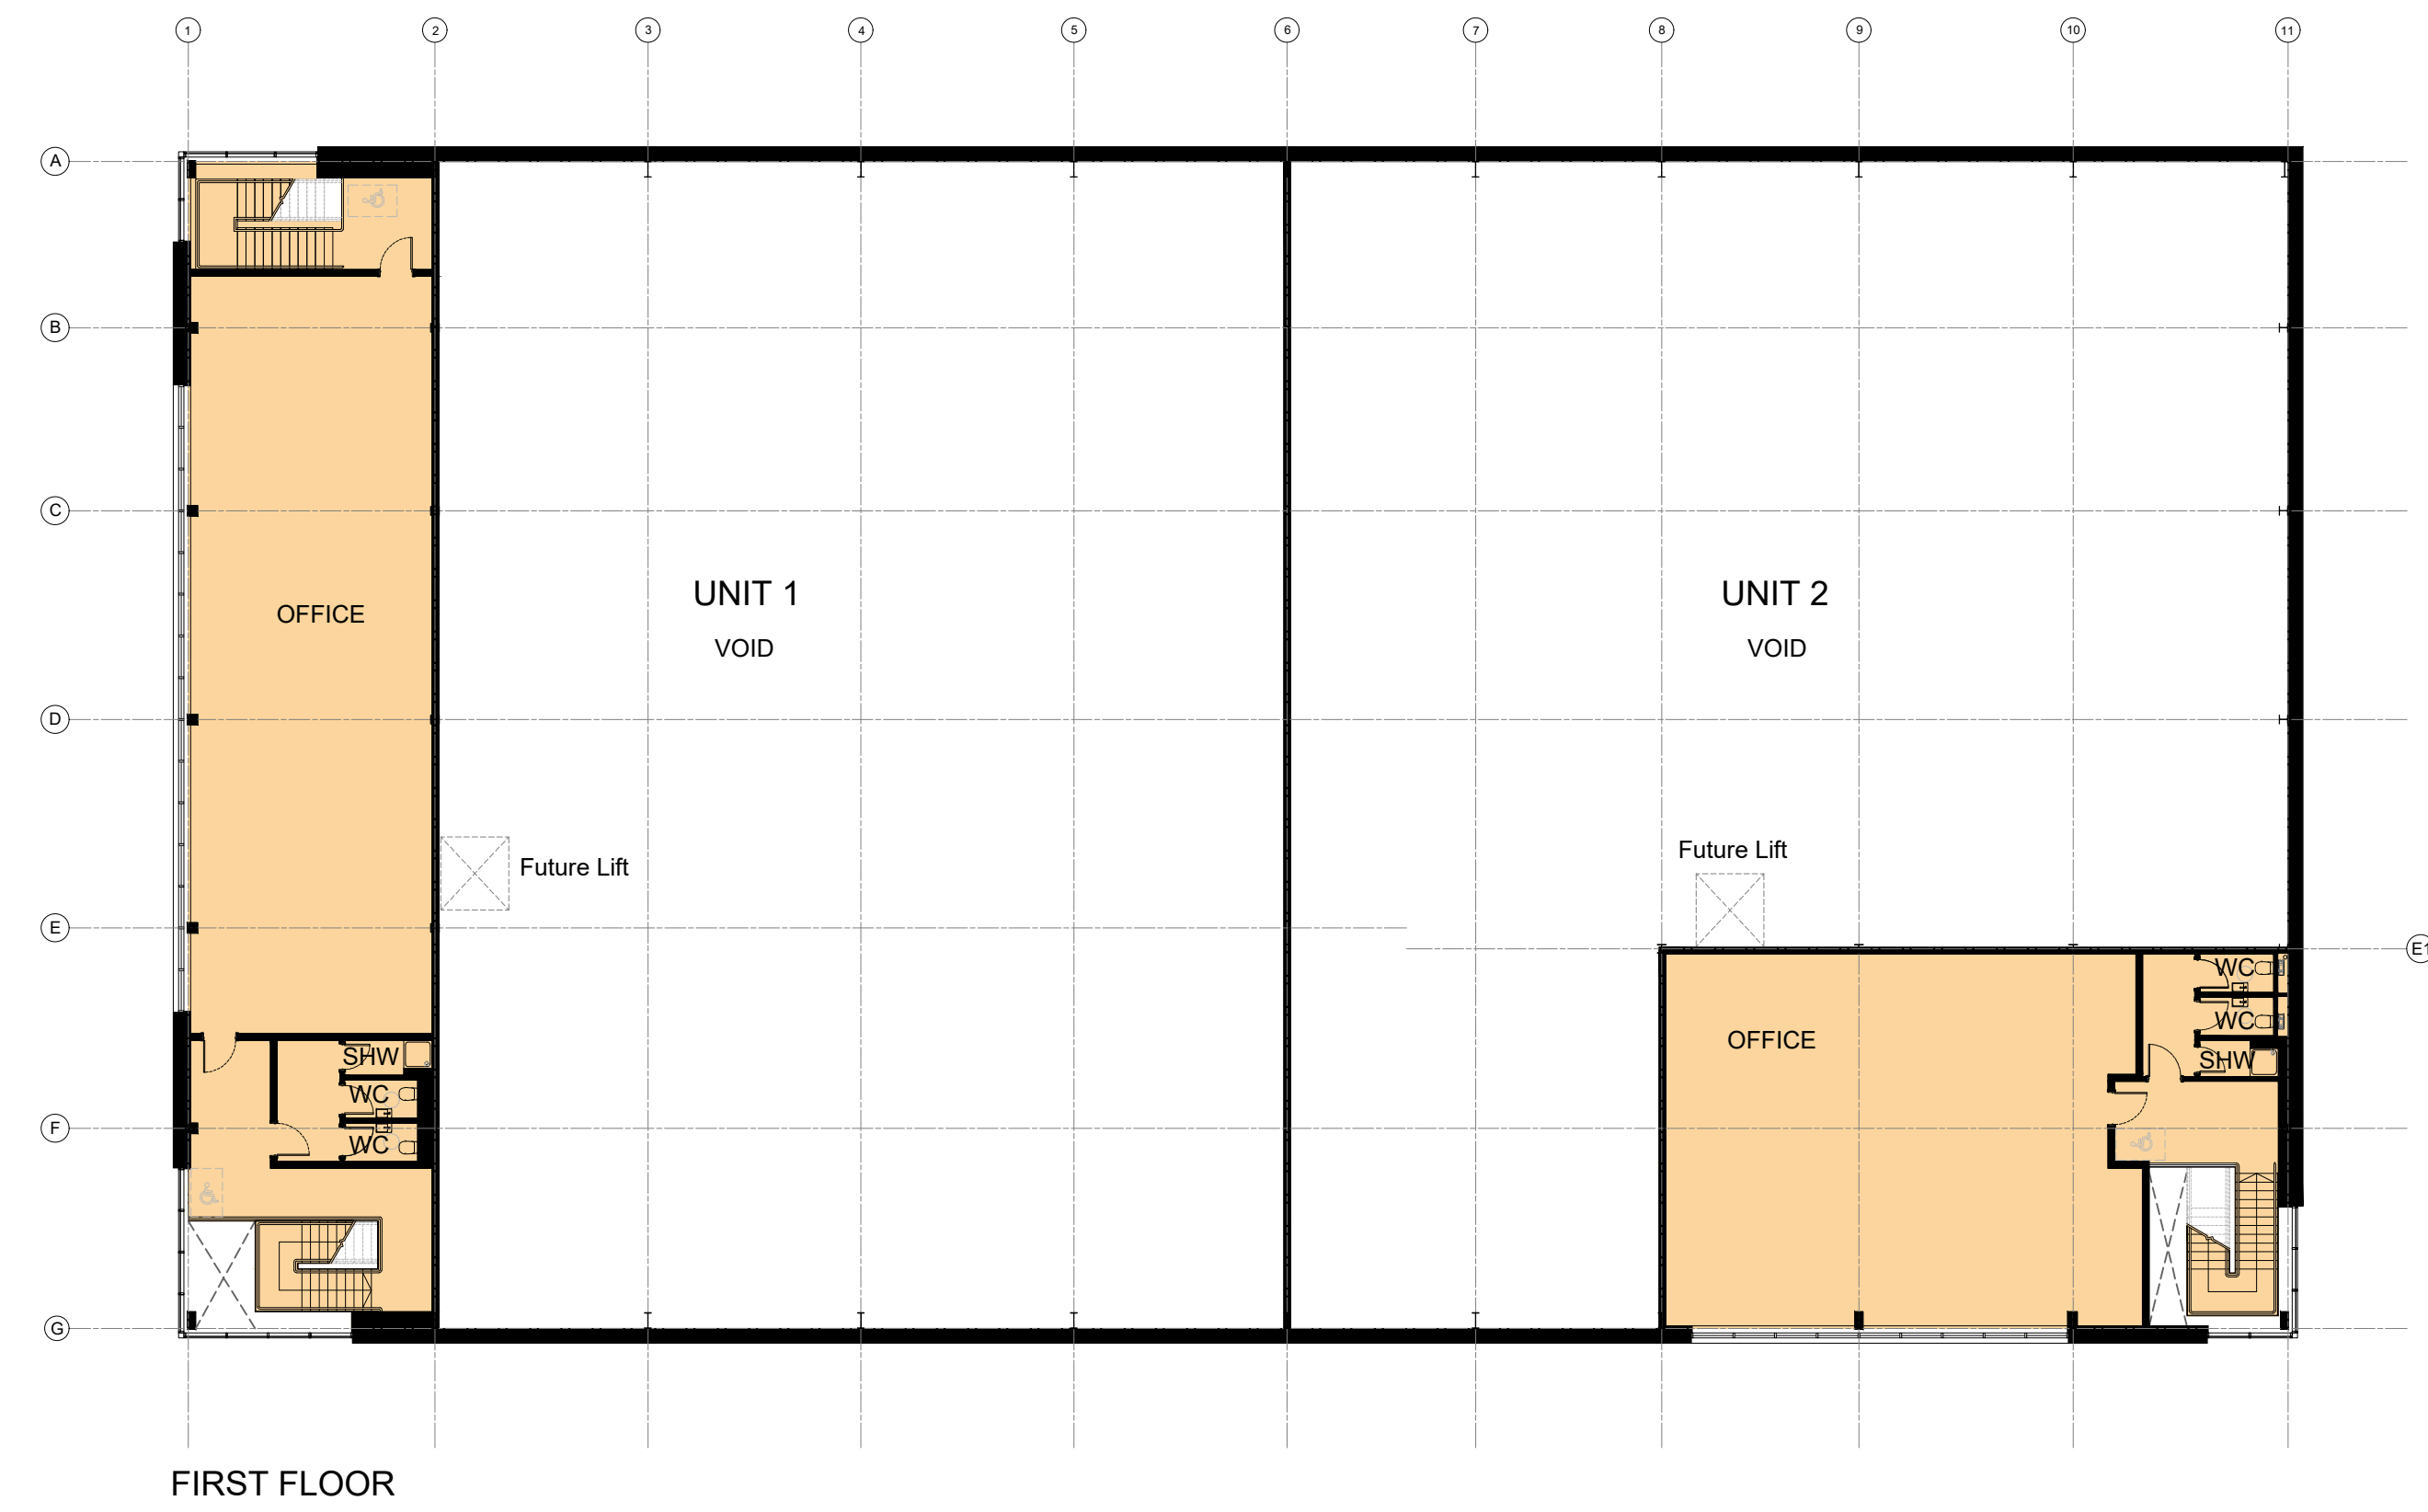 1 2 3 4 5 6 7 8 9 10 11
A
B
C
UNIT 1 UNIT 2
OFFICE
VOID VOID
D
Future Lift
Future Lift
E
E1
WC
WC
OFFICE
SHW SHW
WC
F
WC
G
FIRST FLOOR